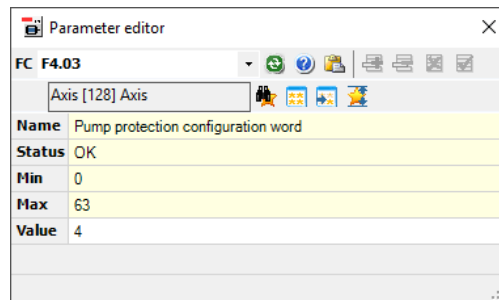 Parameter editor
FC F4.03
Axis [128] Axis
Name Pump protection configuration word
Status OK
Min 0
Max 63
Value 4